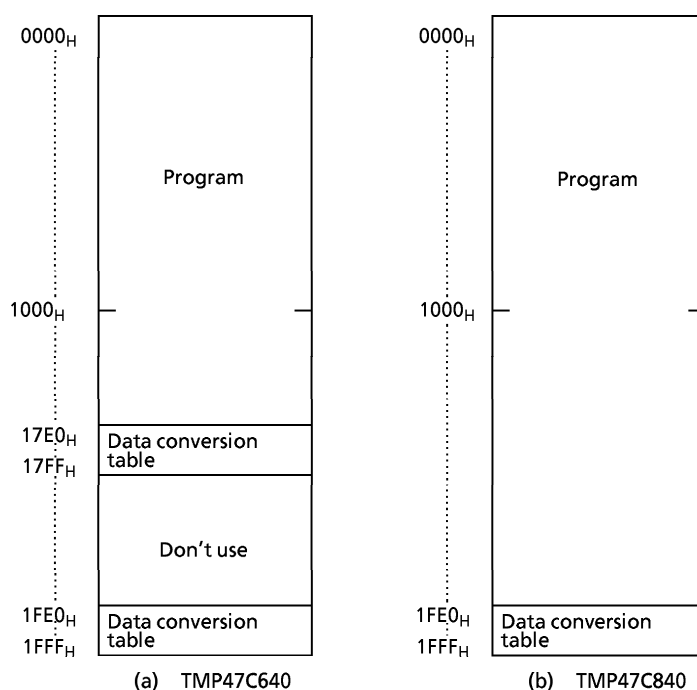 0000H
Program
1000H
17E0H
Data conversion
table
17FFH
Don't use
1FE0H
Data conversion
table
1FFFH
(a) TMP47C640
0000H
Program
1000H
1FE0H
Data conversion
table
1FFFH
(b) TMP47C840